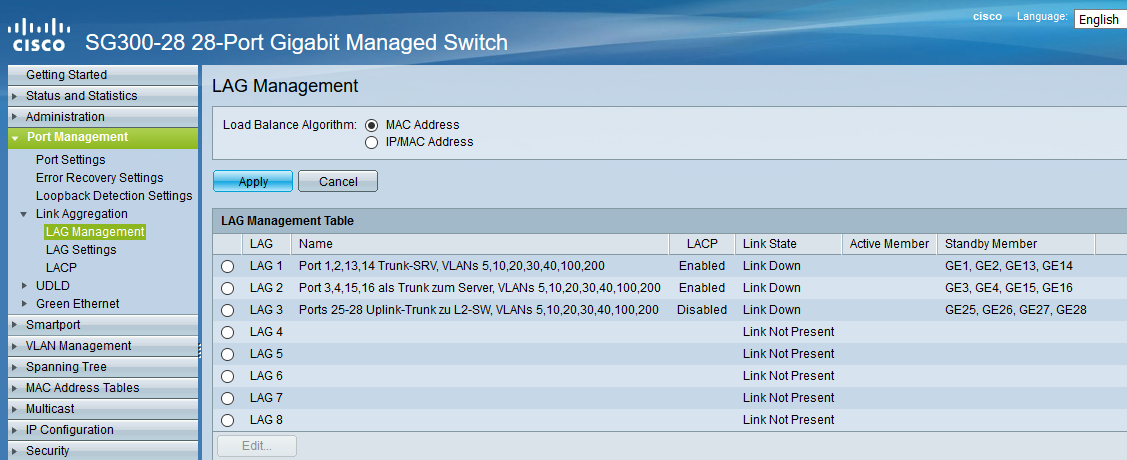 cisco Language: English
CISCO SG300-28 28-Port Gigabit Managed Switch
Getting Started
Status and Statistics
Administration
Port Management
Port Settings
Error Recovery Settings
Loopback Detection Settings
Link Aggregation
LAG Management
LAG Settings
LACP
UDLD
Green Ethernet
Smartport
VLAN Management
Spanning Tree
MAC Address Tables
Multicast
IP Configuration
Security
LAG Management
Load Balance Algorithm: MAC Address
IP/MAC Address
Apply Cancel
LAG Management Table
LAG Name LACP Link State Active Member Standby Member
LAG 1 Port 1,2,13,14 Trunk-SRV, VLANs 5,10,20,30,40,100,200 Enabled Link Down GE1, GE2, GE13, GE14
LAG 2 Port 3,4,15,16 als Trunk zum Server, VLANs 5,10,20,30,40,100,200 Enabled Link Down GE3, GE4, GE15, GE16
LAG 3 Ports 25-28 Uplink-Trunk zu L2-SW, VLANs 5,10,20,30,40,100,200 Disabled Link Down GE25, GE26, GE27, GE28
LAG 4 Link Not Present
LAG 5 Link Not Present
LAG 6 Link Not Present
LAG 7 Link Not Present
LAG 8 Link Not Present
Edit...